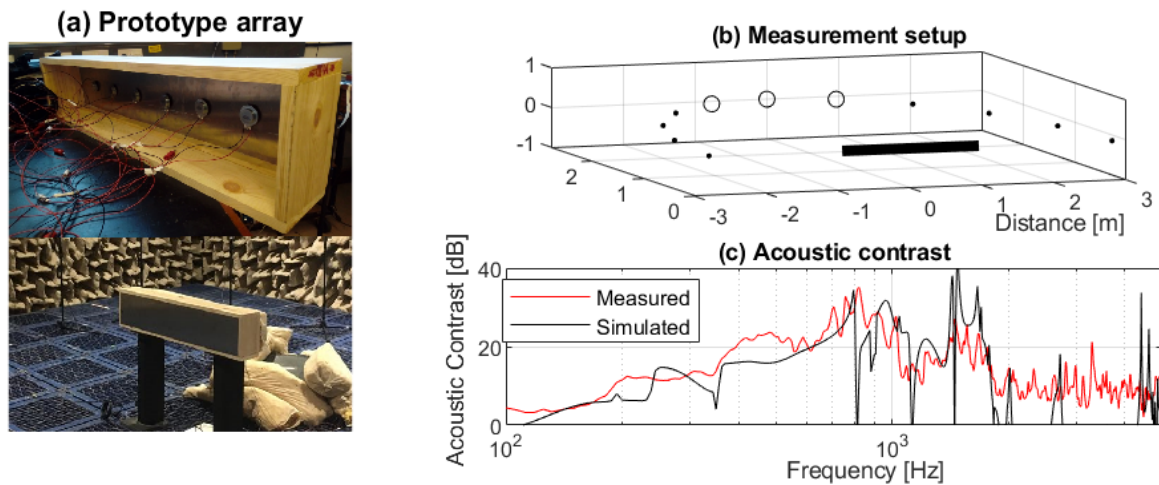 (a) Prototype array
(b) Measurement setup
1
0
-1
2
1
0
-3
-2
-1
0
1
2
3
Distance [m]
(c) Acoustic contrast
Acoustic Contrast [dB]
40
20
0
Measured
Simulated
10²
10³
Frequency [Hz]